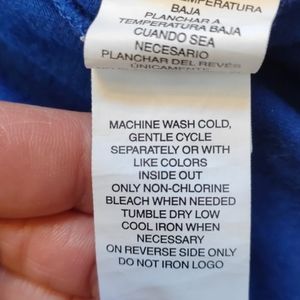 TEMPERATURA
BAJA
PLANCHAR A
TEMPERATURA BAJA
CUANDO SEA
NECESARIO
PLANCHAR DEL REVÉS
ÚNICAMENTE
MACHINE WASH COLD,
GENTLE CYCLE
SEPARATELY OR WITH
LIKE COLORS
INSIDE OUT
ONLY NON-CHLORINE
BLEACH WHEN NEEDED
TUMBLE DRY LOW
COOL IRON WHEN
NECESSARY
ON REVERSE SIDE ONLY
DO NOT IRON LOGO